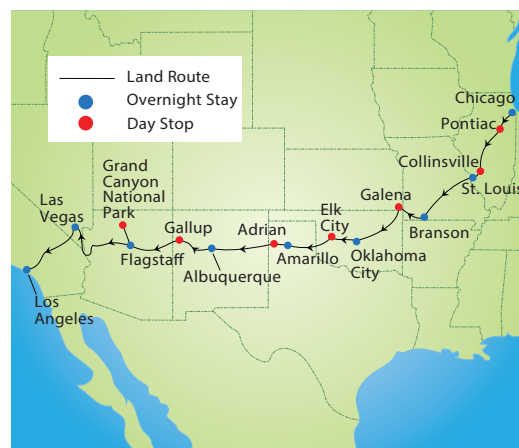 Land Route
Overnight Stay
Day Stop
Chicago
Pontiac
Collinsville
St. Louis
Galena
Branson
Elk
City
Oklahoma
City
Adrian
Amarillo
Gallup
Albuquerque
Grand
Canyon
National
Park
Flagstaff
Las
Vegas
Los
Angeles